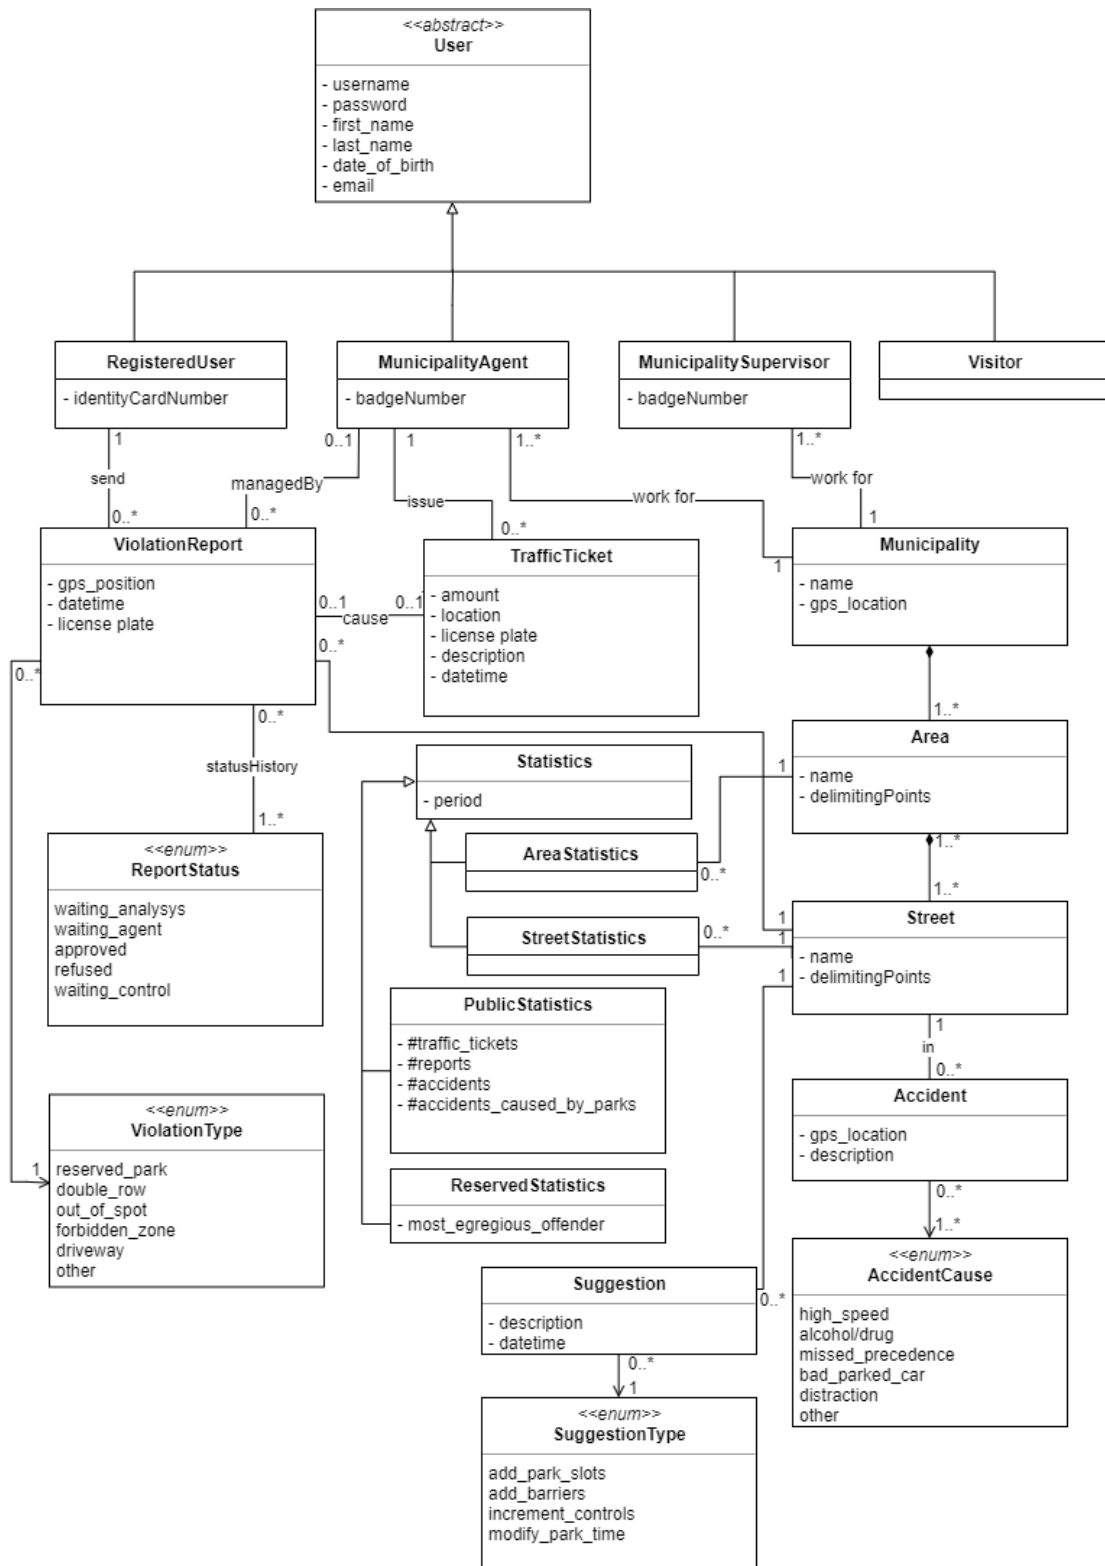 <<abstract>>
User
- username
- password
- first_name
- last_name
- date_of_birth
- email
RegisteredUser
- identityCardNumber
MunicipalityAgent
- badgeNumber
MunicipalitySupervisor
- badgeNumber
Visitor
1
send
0..*
0..1
managedBy
0..*
1
issue
0..*
1..*
work for
1
1..*
work for
1
ViolationReport
- gps_position
- datetime
- license plate
0..1
cause
0..1
TrafficTicket
- amount
- location
- license plate
- description
- datetime
Municipality
- name
- gps_location
0..*
0..*
0..*
statusHistory
1..*
1..*
Area
- name
- delimitingPoints
1
0..*
Statistics
- period
AreaStatistics
StreetStatistics
0..*
1..*
1..*
1
1
1
Street
- name
- delimitingPoints
<<enum>>
ReportStatus
waiting_analysys
waiting_agent
approved
refused
waiting_control
PublicStatistics
- #traffic_tickets
- #reports
- #accidents
- #accidents_caused_by_parks
1
in
0..*
Accident
- gps_location
- description
1
<<enum>>
ViolationType
reserved_park
double_row
out_of_spot
forbidden_zone
driveway
other
ReservedStatistics
- most_egregious_offender
0..*
1..*
<<enum>>
AccidentCause
high_speed
alcohol/drug
missed_precedence
bad_parked_car
distraction
other
Suggestion
- description
- datetime
0..*
0..*
1
<<enum>>
SuggestionType
add_park_slots
add_barriers
increment_controls
modify_park_time